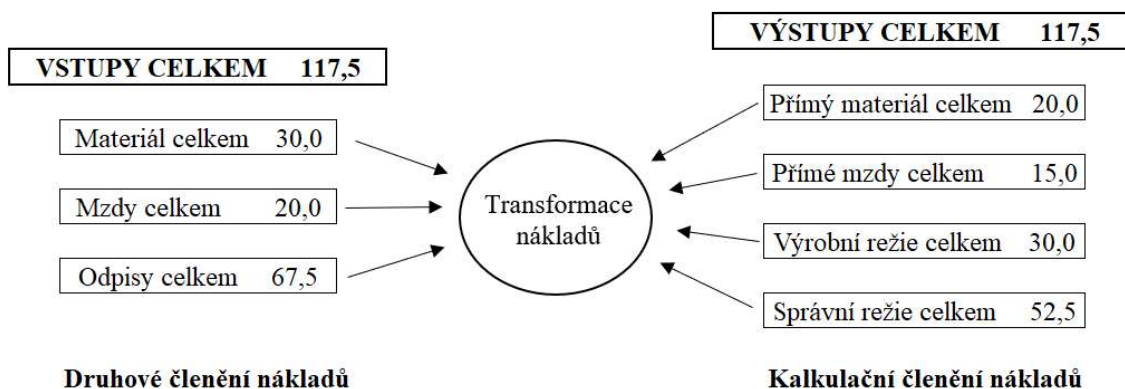 VSTUPY CELKEM 117,5
Materiál celkem 30,0
Mzdy celkem 20,0
Odpisy celkem 67,5
Druhové členění nákladů
Transformace
nákladů
VÝSTUPY CELKEM 117,5
Přímý materiál celkem 20,0
Přímé mzdy celkem 15,0
Výrobní režie celkem 30,0
Správní režie celkem 52,5
Kalkulační členění nákladů